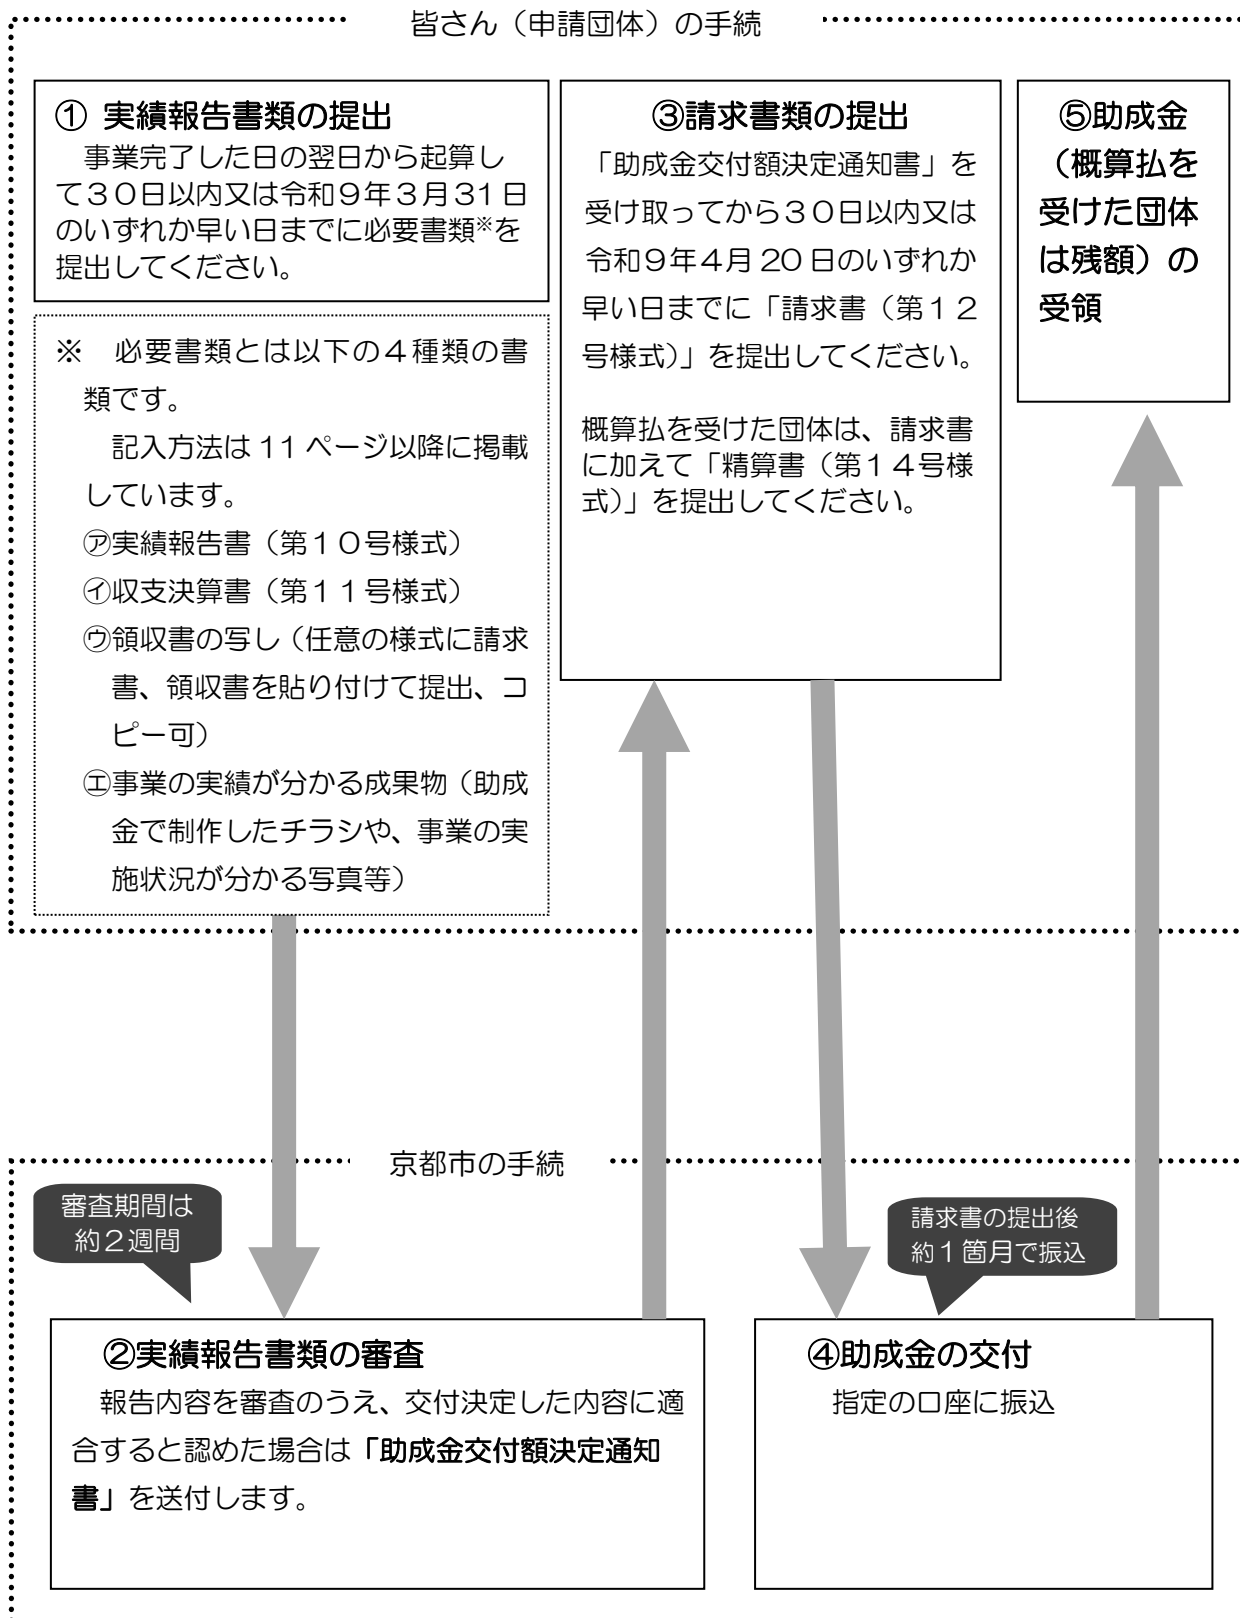 皆さん（申請団体）の手続
① 実績報告書類の提出
事業完了した日の翌日から起算し
て３０日以内又は令和９年３月31日
のいずれか早い日までに必要書類※を
提出してください。
※　必要書類とは以下の４種類の書
類です。
記入方法は 11 ページ以降に掲載
しています。
㋐実績報告書（第１０号様式）
㋑収支決算書（第１１号様式）
㋒領収書の写し（任意の様式に請求
書、領収書を貼り付けて提出、コ
ピー可）
㋓事業の実績が分かる成果物（助成
金で制作したチラシや、事業の実
施状況が分かる写真等）
③請求書類の提出
「助成金交付額決定通知書」を
受け取ってから３０日以内又は
令和９年４月 20 日のいずれか
早い日までに「請求書（第１２
号様式）」を提出してください。
概算払を受けた団体は、請求書
に加えて「精算書（第１４号様
式）」を提出してください。
⑤助成金
（概算払を
受けた団体
は残額）の
受領
京都市の手続
審査期間は
約２週間
②実績報告書類の審査
報告内容を審査のうえ、交付決定した内容に適
合すると認めた場合は「助成金交付額決定通知
書」を送付します。
請求書の提出後
約１箇月で振込
④助成金の交付
指定の口座に振込